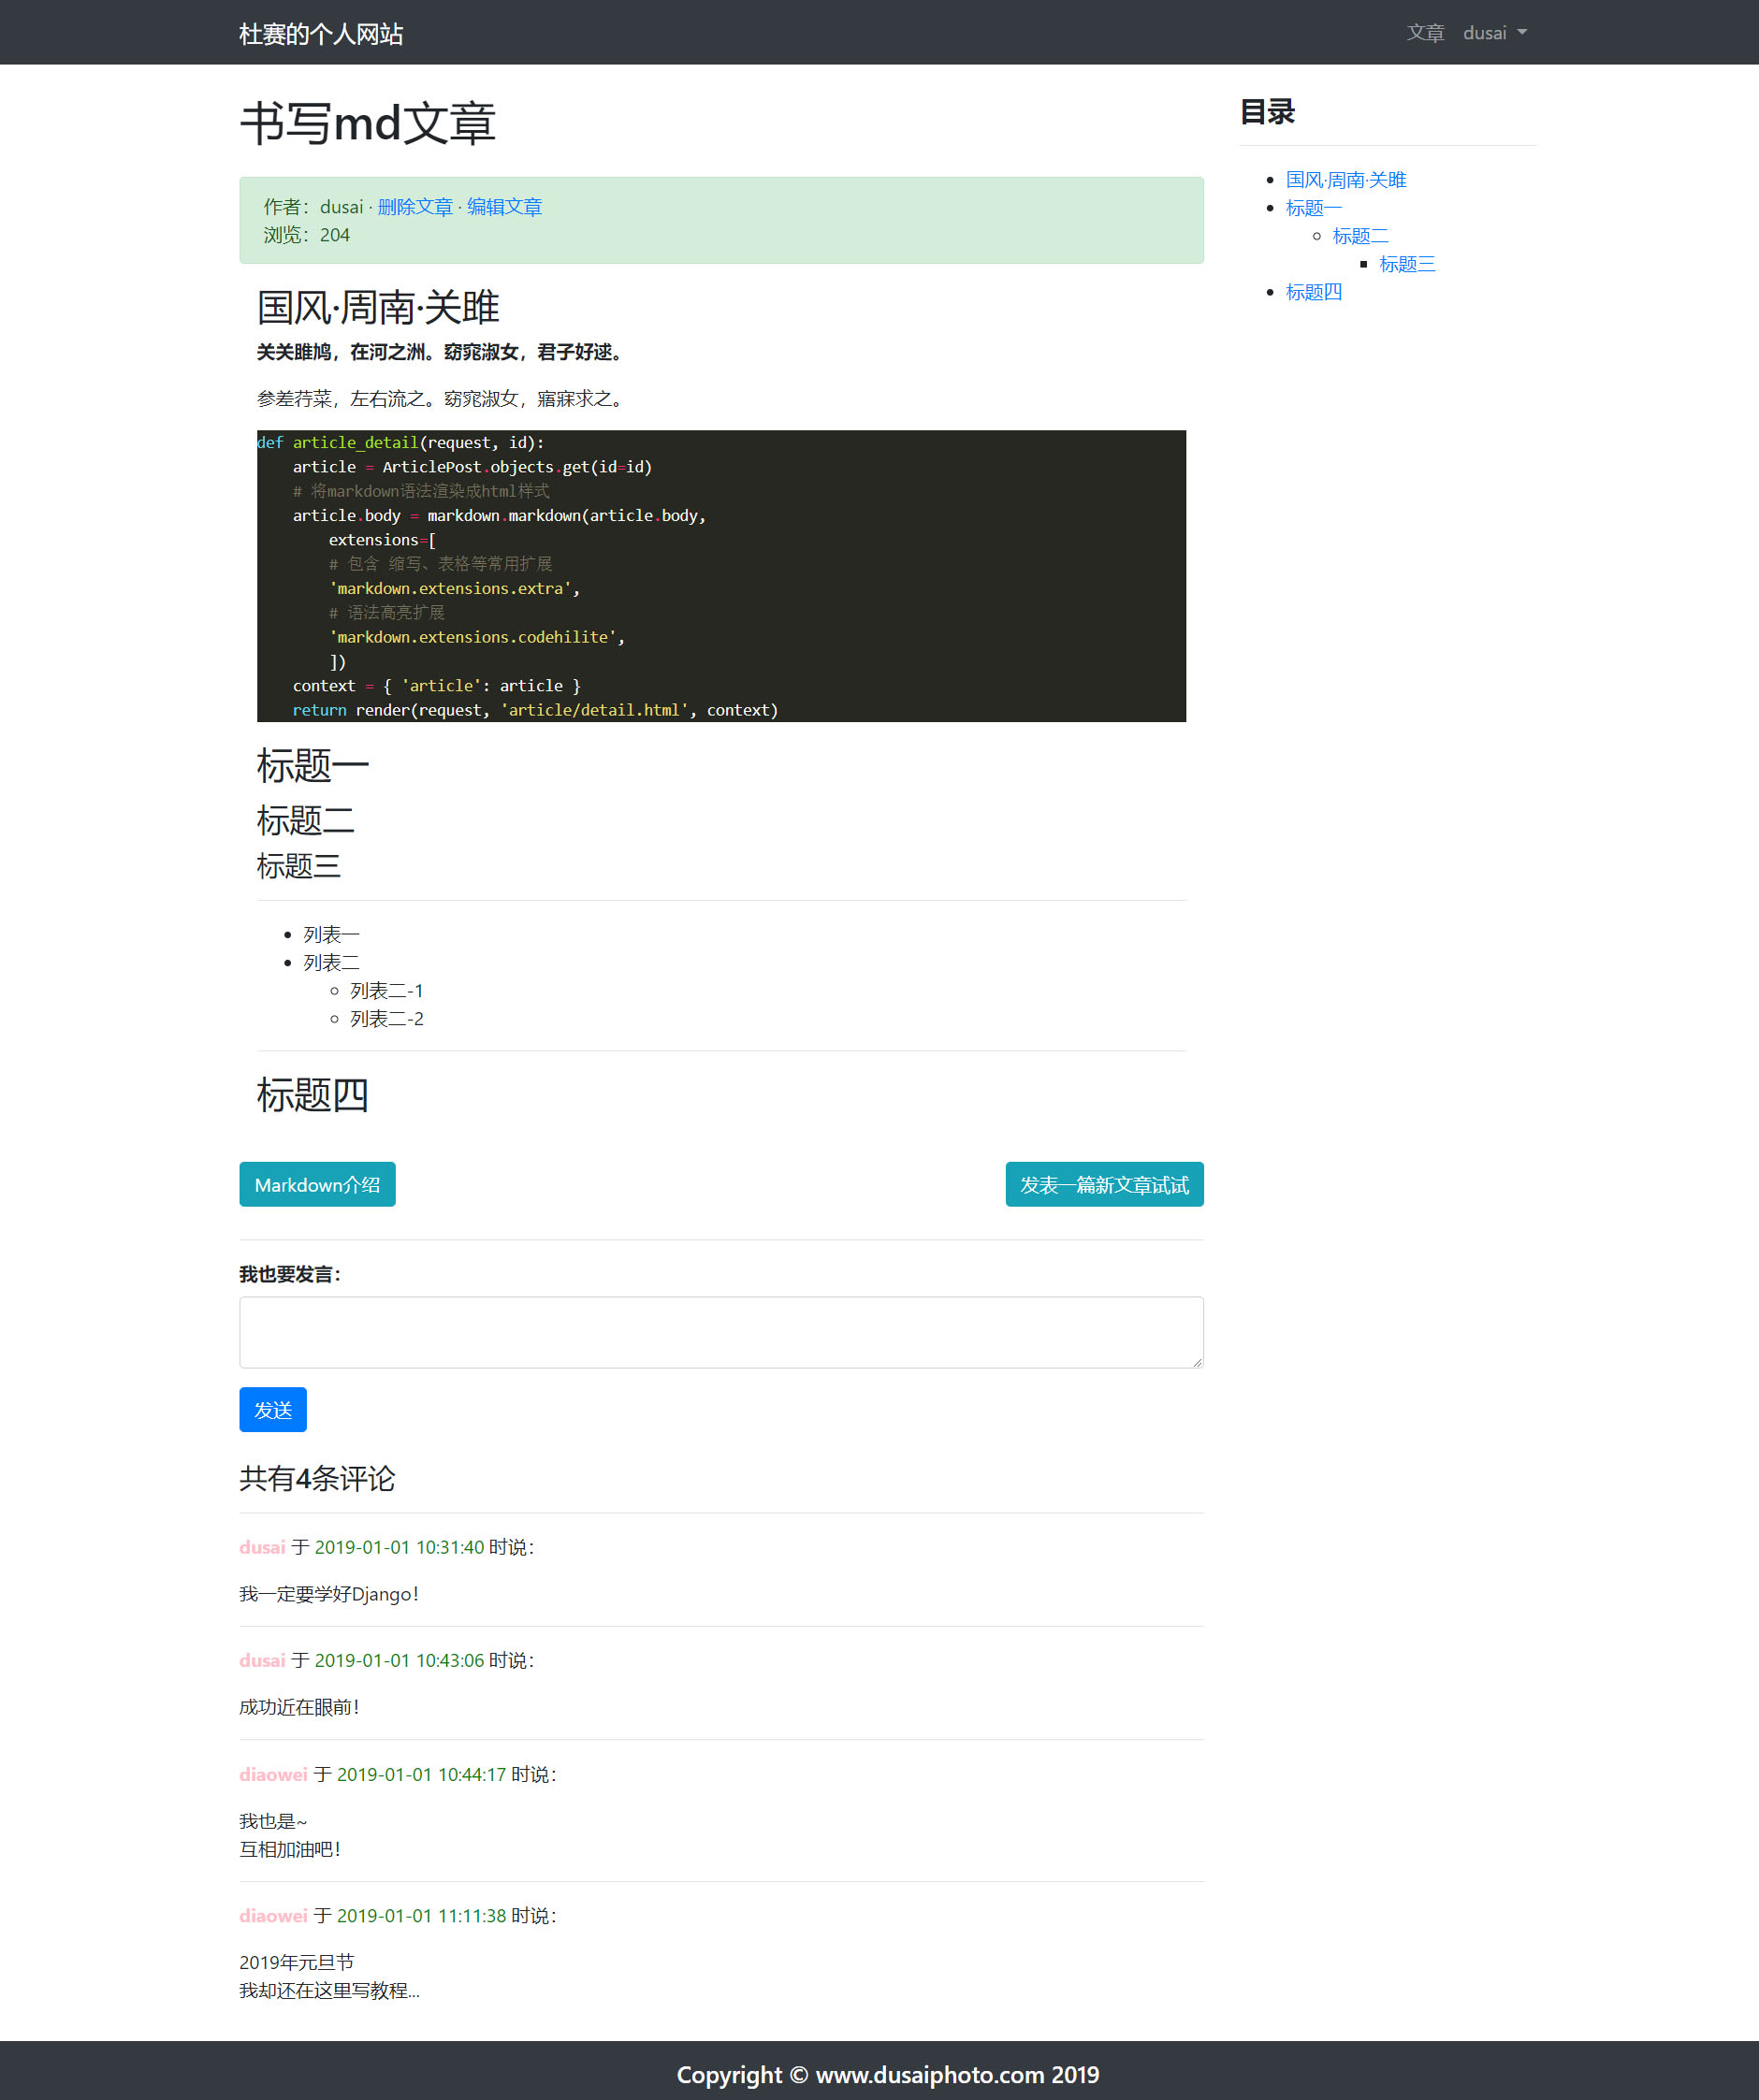 杜赛的个人网站
文章 dusai
书写md文章
作者：dusai · 删除文章 · 编辑文章
浏览：204
国风·周南·关雎
关关雎鸠，在河之洲。窈窕淑女，君子好逑。
参差荇菜，左右流之。窈窕淑女，寤寐求之。
def article_detail(request, id):
    article = ArticlePost.objects.get(id=id)
    # 将markdown语法渲染成html样式
    article.body = markdown.markdown(article.body,
        extensions=[
        # 包含 缩写、表格等常用扩展
        'markdown.extensions.extra',
        # 语法高亮扩展
        'markdown.extensions.codehilite',
        ])
    context = { 'article': article }
    return render(request, 'article/detail.html', context)
标题一
标题二
标题三
列表一
列表二
列表二-1
列表二-2
标题四
Markdown介绍
发表一篇新文章试试
我也要发言：
发送
共有4条评论
dusai 于 2019-01-01 10:31:40 时说：
我一定要学好Django！
dusai 于 2019-01-01 10:43:06 时说：
成功近在眼前！
diaowei 于 2019-01-01 10:44:17 时说：
我也是~
互相加油吧！
diaowei 于 2019-01-01 11:11:38 时说：
2019年元旦节
我却还在这里写教程...
目录
国风·周南·关雎
标题一
标题二
标题三
标题四
Copyright © www.dusaiphoto.com 2019